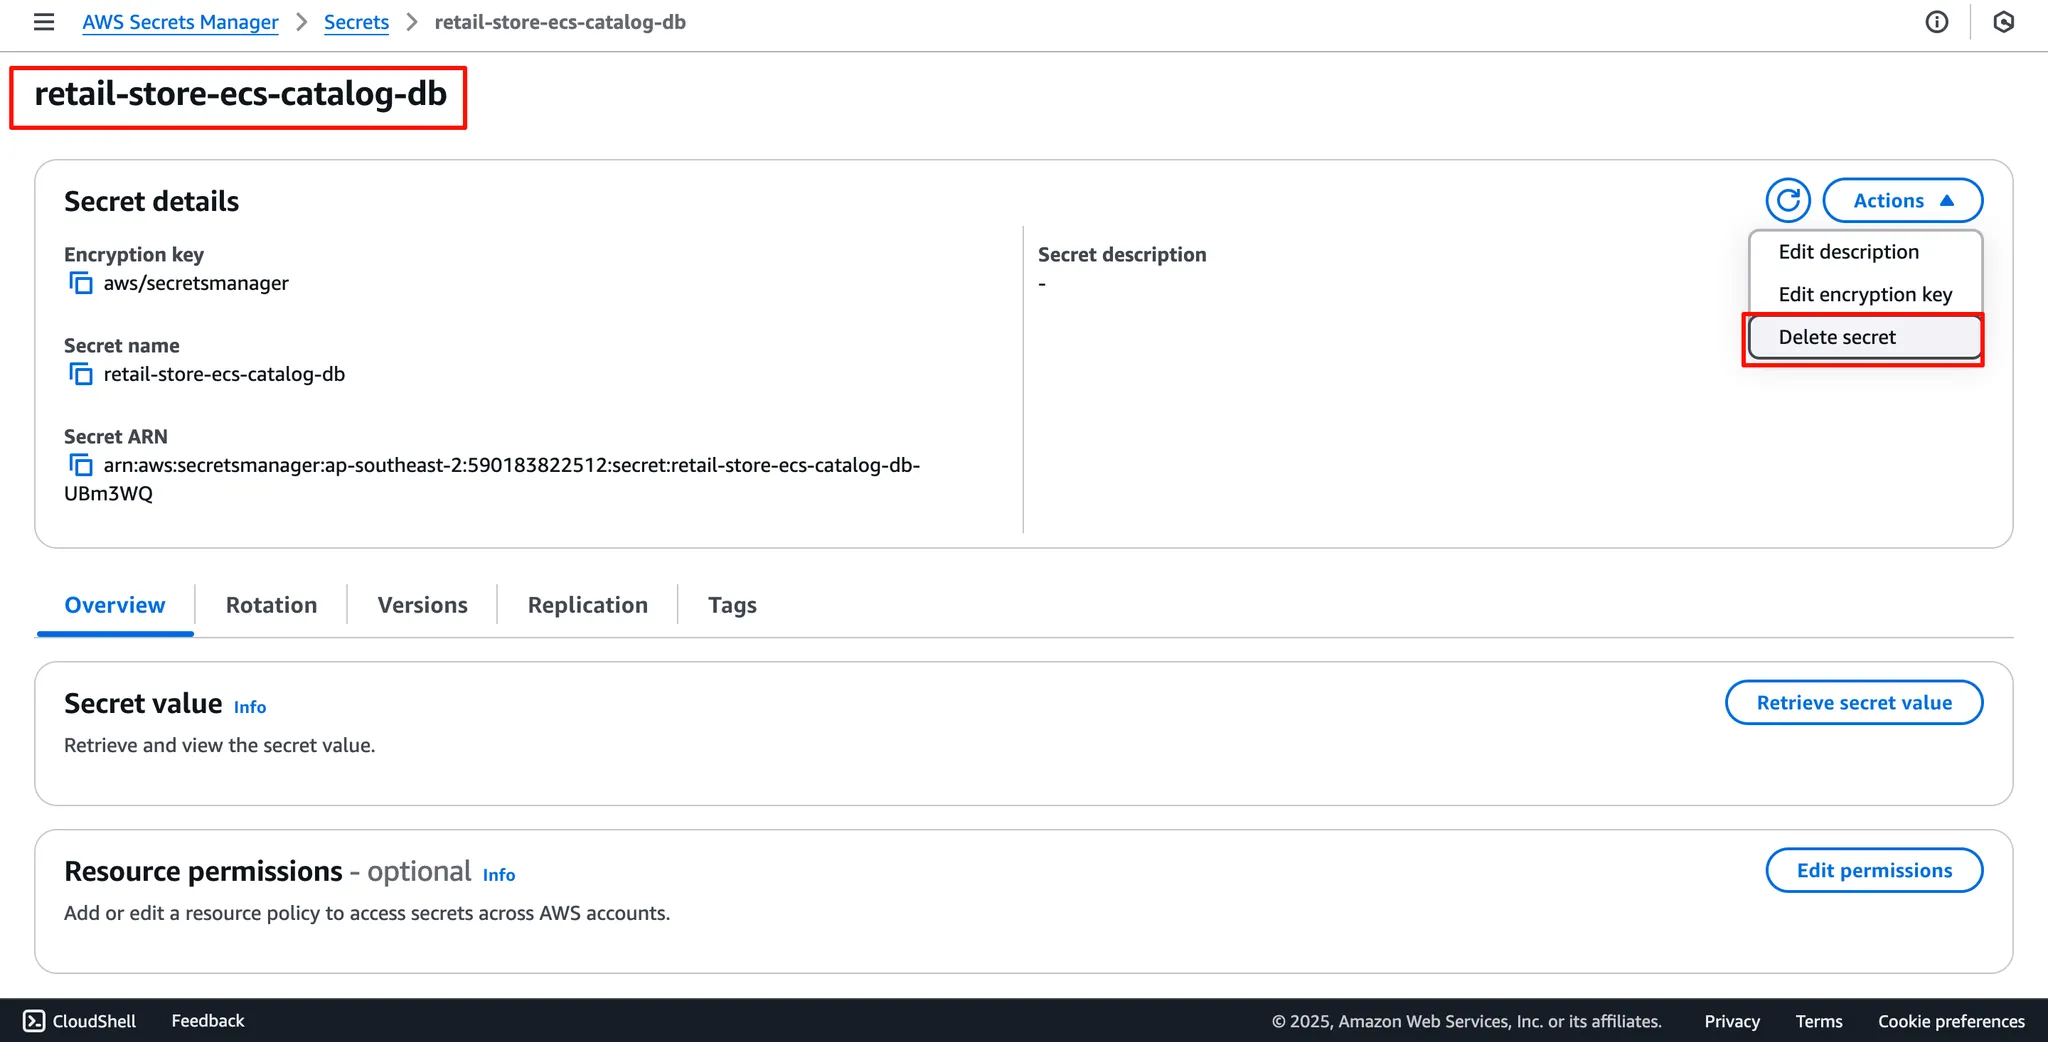 AWS Secrets Manager > Secrets > retail-store-ecs-catalog-db
retail-store-ecs-catalog-db
Secret details
Actions
Edit description
Edit encryption key
Delete secret
Encryption key
aws/secretsmanager
Secret name
retail-store-ecs-catalog-db
Secret ARN
arn:aws:secretsmanager:ap-southeast-2:590183822512:secret:retail-store-ecs-catalog-db-
UBm3WQ
Secret description
-
Overview
Rotation
Versions
Replication
Tags
Secret value Info
Retrieve secret value
Retrieve and view the secret value.
Resource permissions - optional Info
Edit permissions
Add or edit a resource policy to access secrets across AWS accounts.
CloudShell
Feedback
© 2025, Amazon Web Services, Inc. or its affiliates.
Privacy
Terms
Cookie preferences